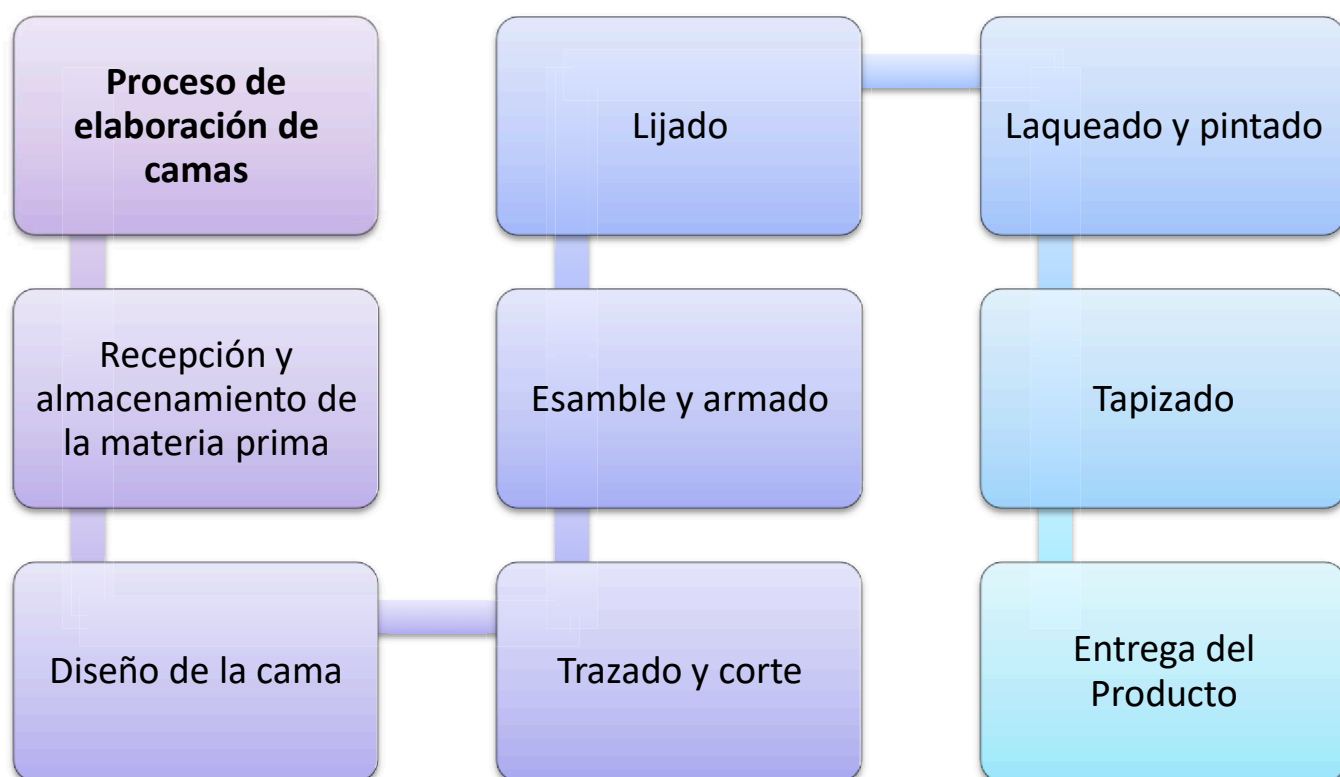 Proceso de
elaboración de
camas
Recepción y
almacenamiento de
la materia prima
Diseño de la cama
Trazado y corte
Esamble y armado
Lijado
Laqueado y pintado
Tapizado
Entrega del
Producto